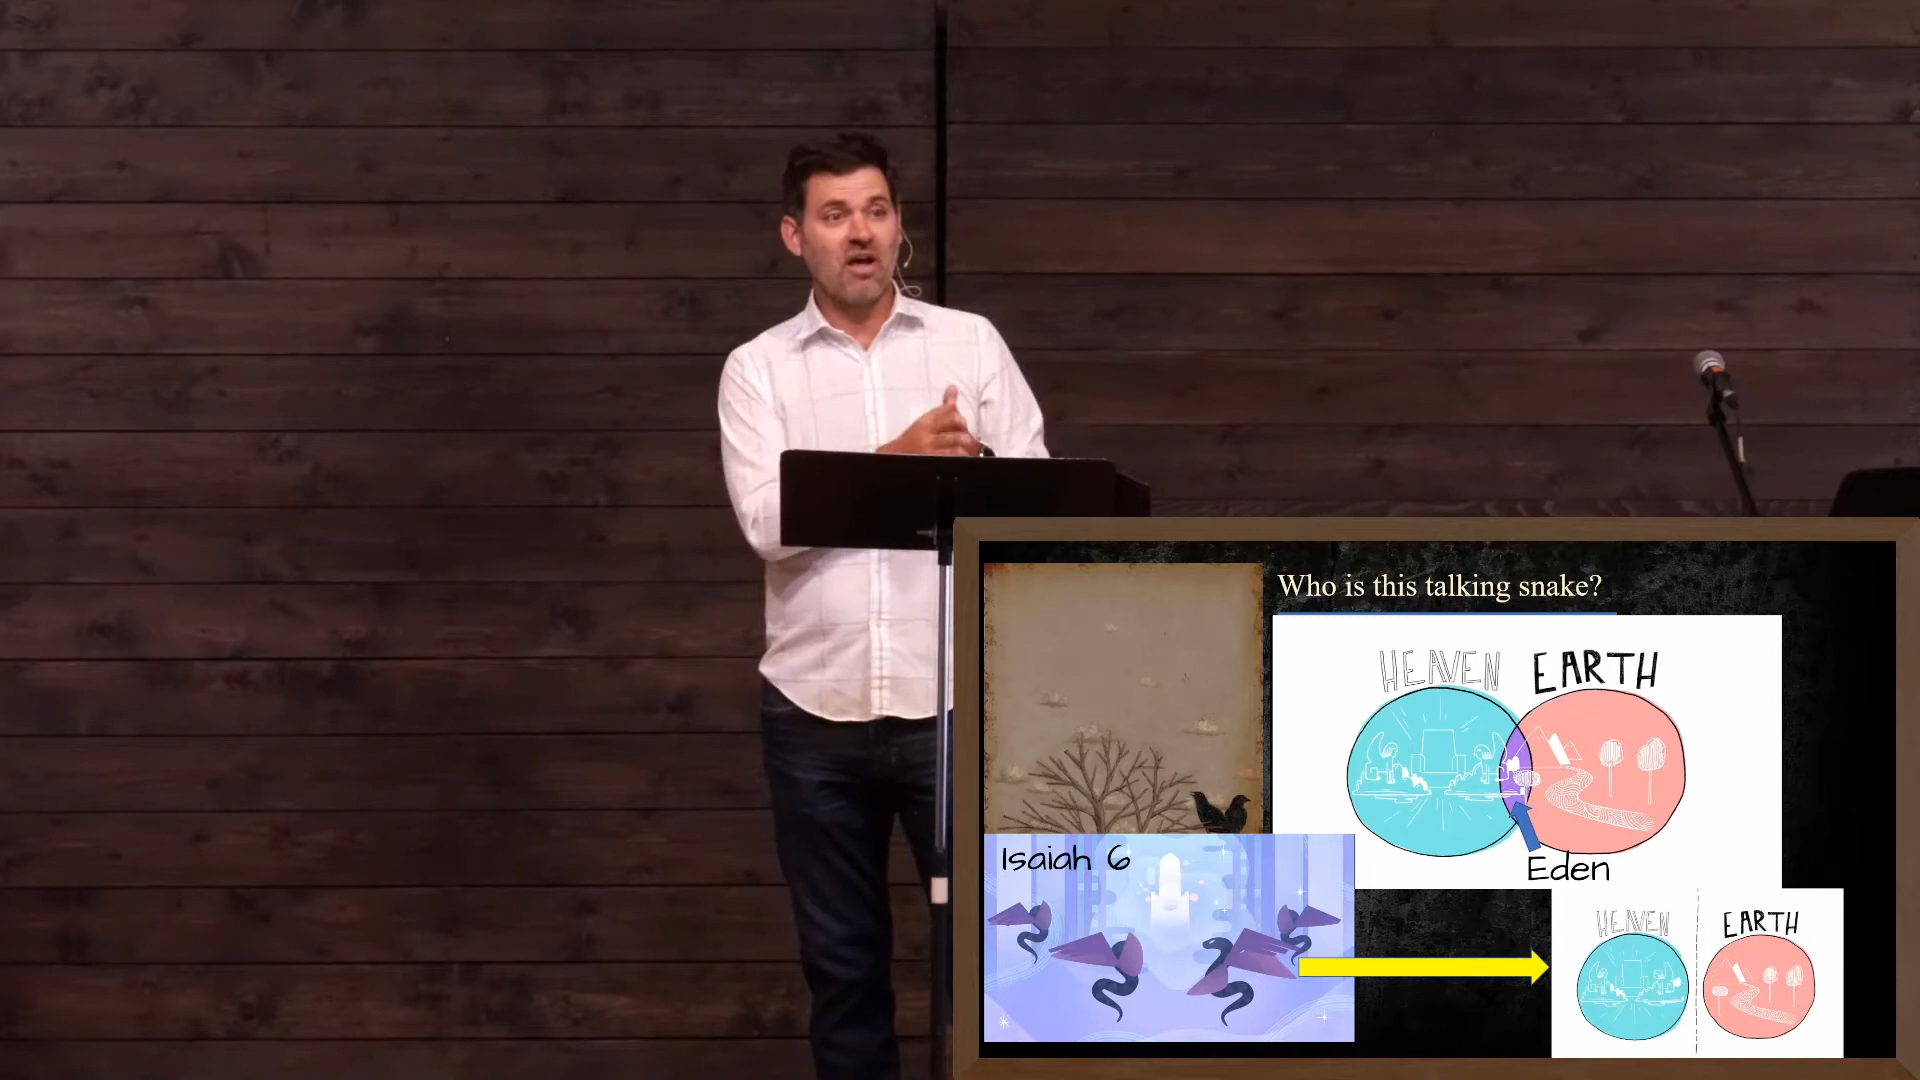 Who is this talking snake?
HEAVEN EARTH
Eden
Isaiah 6
HEAVEN EARTH